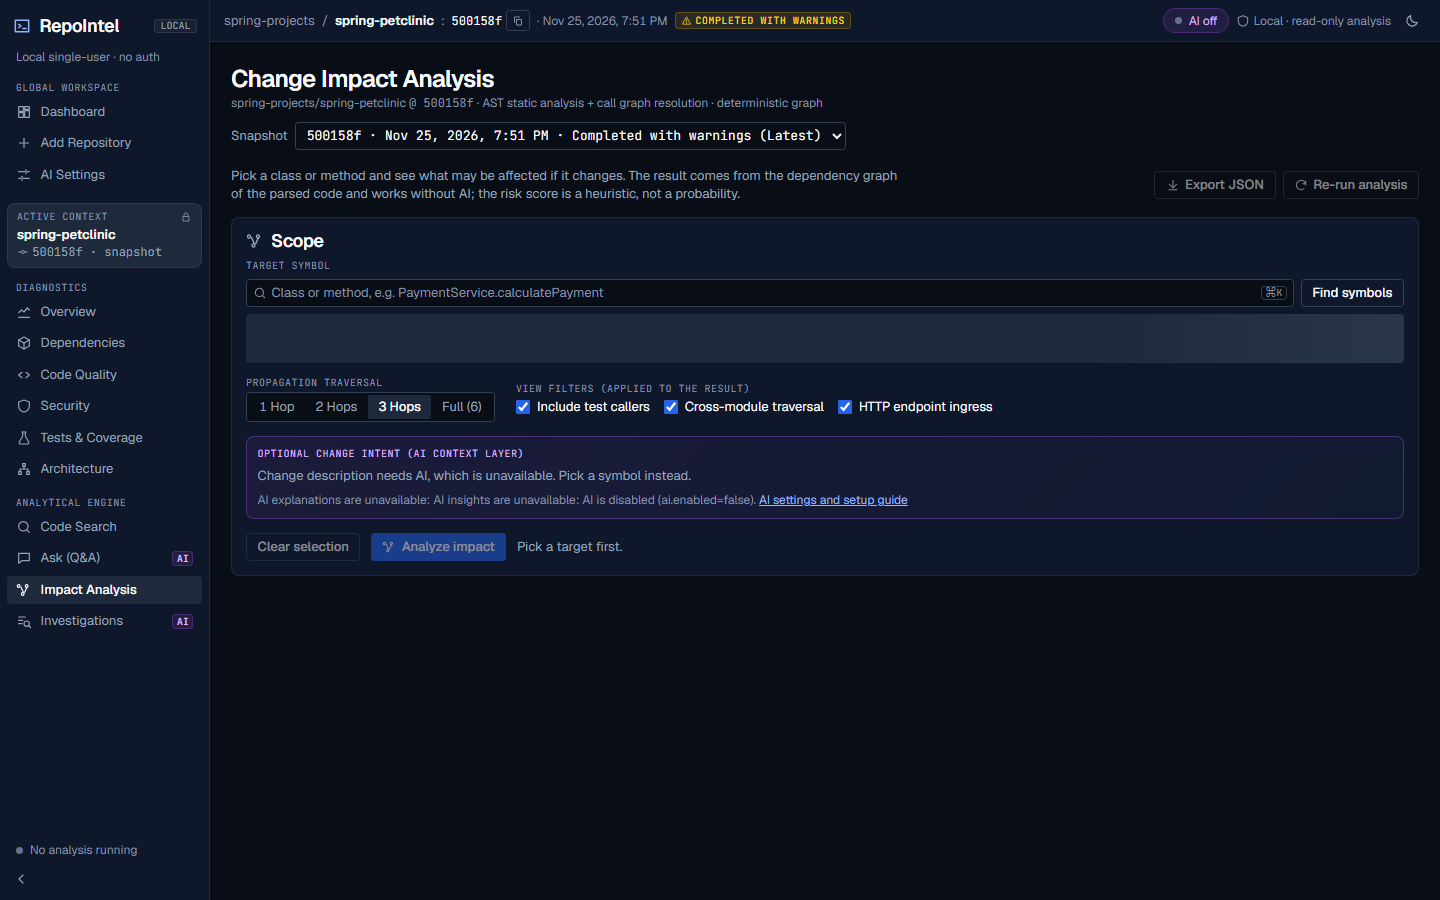 RepoIntel
LOCAL
Local single-user · no auth
GLOBAL WORKSPACE
Dashboard
Add Repository
AI Settings
ACTIVE CONTEXT
spring-petclinic
500158f · snapshot
DIAGNOSTICS
Overview
Dependencies
Code Quality
Security
Tests & Coverage
Architecture
ANALYTICAL ENGINE
Code Search
Ask (Q&A) AI
Impact Analysis
Investigations AI
No analysis running
spring-projects / spring-petclinic : 500158f · Nov 25, 2026, 7:51 PM COMPLETED WITH WARNINGS
AI off
Local · read-only analysis
Change Impact Analysis
spring-projects/spring-petclinic @ 500158f · AST static analysis + call graph resolution · deterministic graph
Snapshot 500158f · Nov 25, 2026, 7:51 PM · Completed with warnings (Latest)
Pick a class or method and see what may be affected if it changes. The result comes from the dependency graph
of the parsed code and works without AI; the risk score is a heuristic, not a probability.
Export JSON
Re-run analysis
Scope
TARGET SYMBOL
Class or method, e.g. PaymentService.calculatePayment ⌘K
Find symbols
PROPAGATION TRAVERSAL
1 Hop 2 Hops 3 Hops Full (6)
VIEW FILTERS (APPLIED TO THE RESULT)
Include test callers Cross-module traversal HTTP endpoint ingress
OPTIONAL CHANGE INTENT (AI CONTEXT LAYER)
Change description needs AI, which is unavailable. Pick a symbol instead.
AI explanations are unavailable: AI insights are unavailable: AI is disabled (ai.enabled=false). AI settings and setup guide
Clear selection
Analyze impact
Pick a target first.